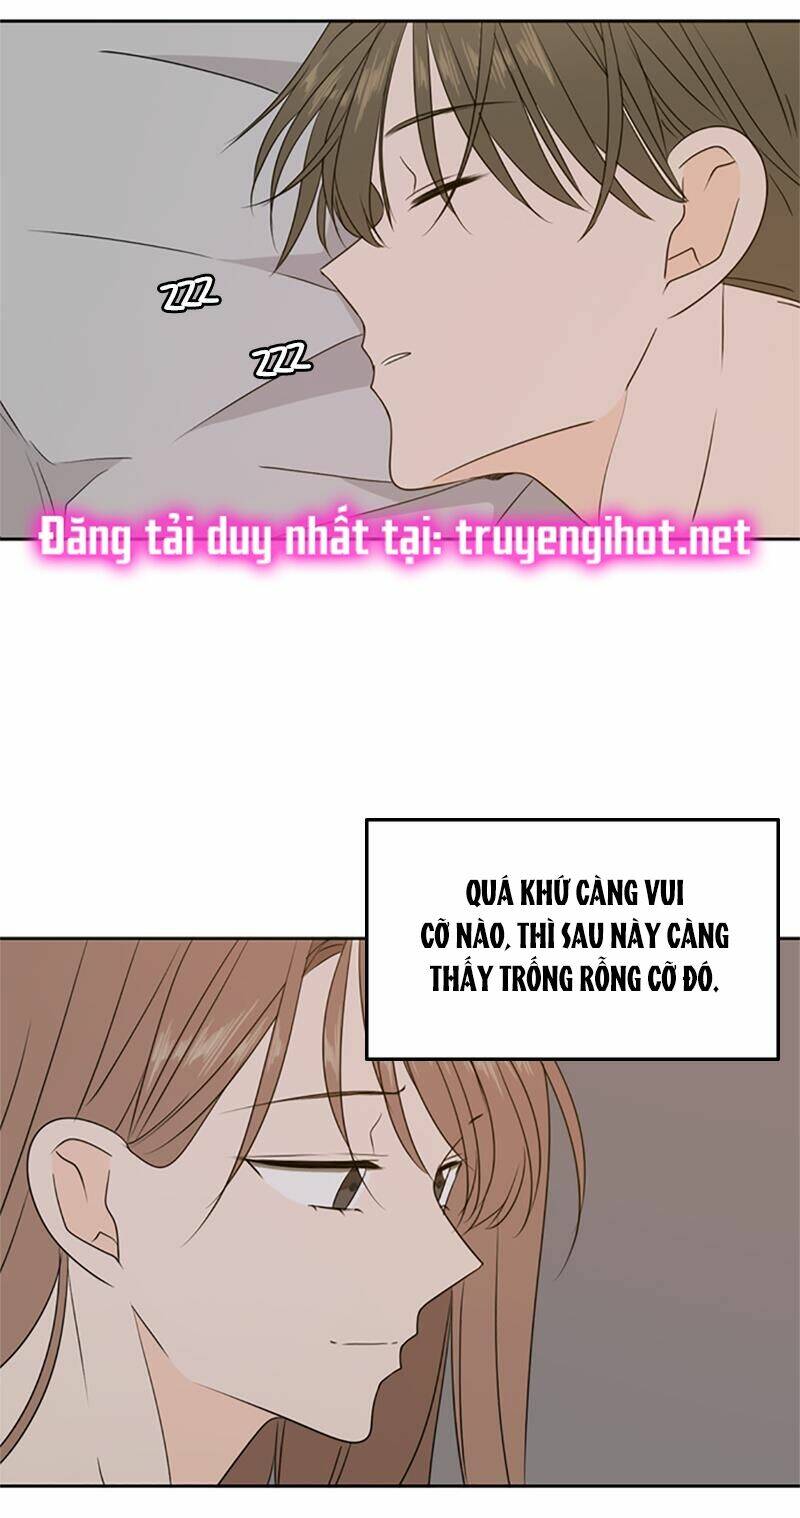 ZZZ
ZZZ
Đăng tải duy nhất tại: truyengihot.net
QUÁ KHỨ CÀNG VUI
CỠ NÀO, THÌ SAU NÀY CÀNG
THẤY TRỐNG RỖNG CỠ ĐÓ.